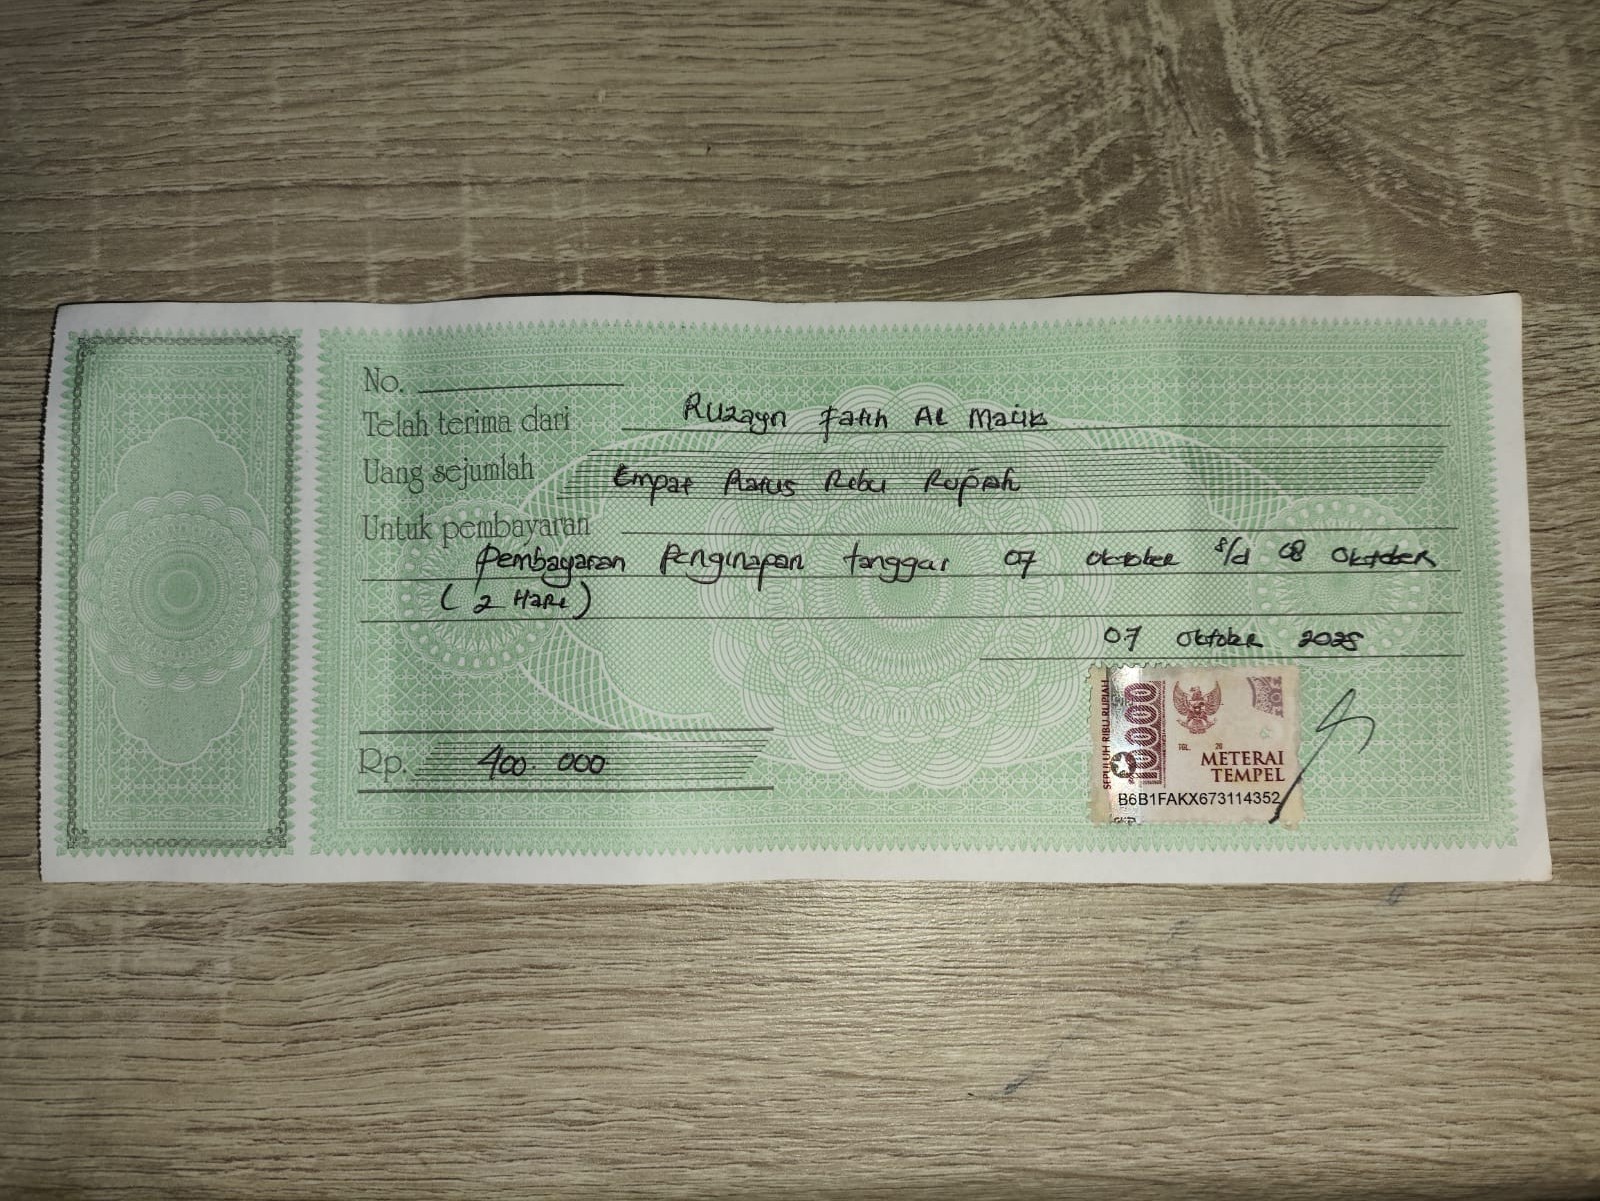 No.
Telah terima dari Ruzayn Fatih Al Malik
Uang sejumlah Empat Ratus Ribu Rupiah
Untuk pembayaran
Pembayaran Penginapan tanggal 07 Oktober s/d 08 Oktober
( 2 Hari )
07 Oktober 2025
Rp. 400.000
SEPULUH RIBU RUPIAH
10000
TGL. 20
METERAI
TEMPEL
B6B1FAKX673114352